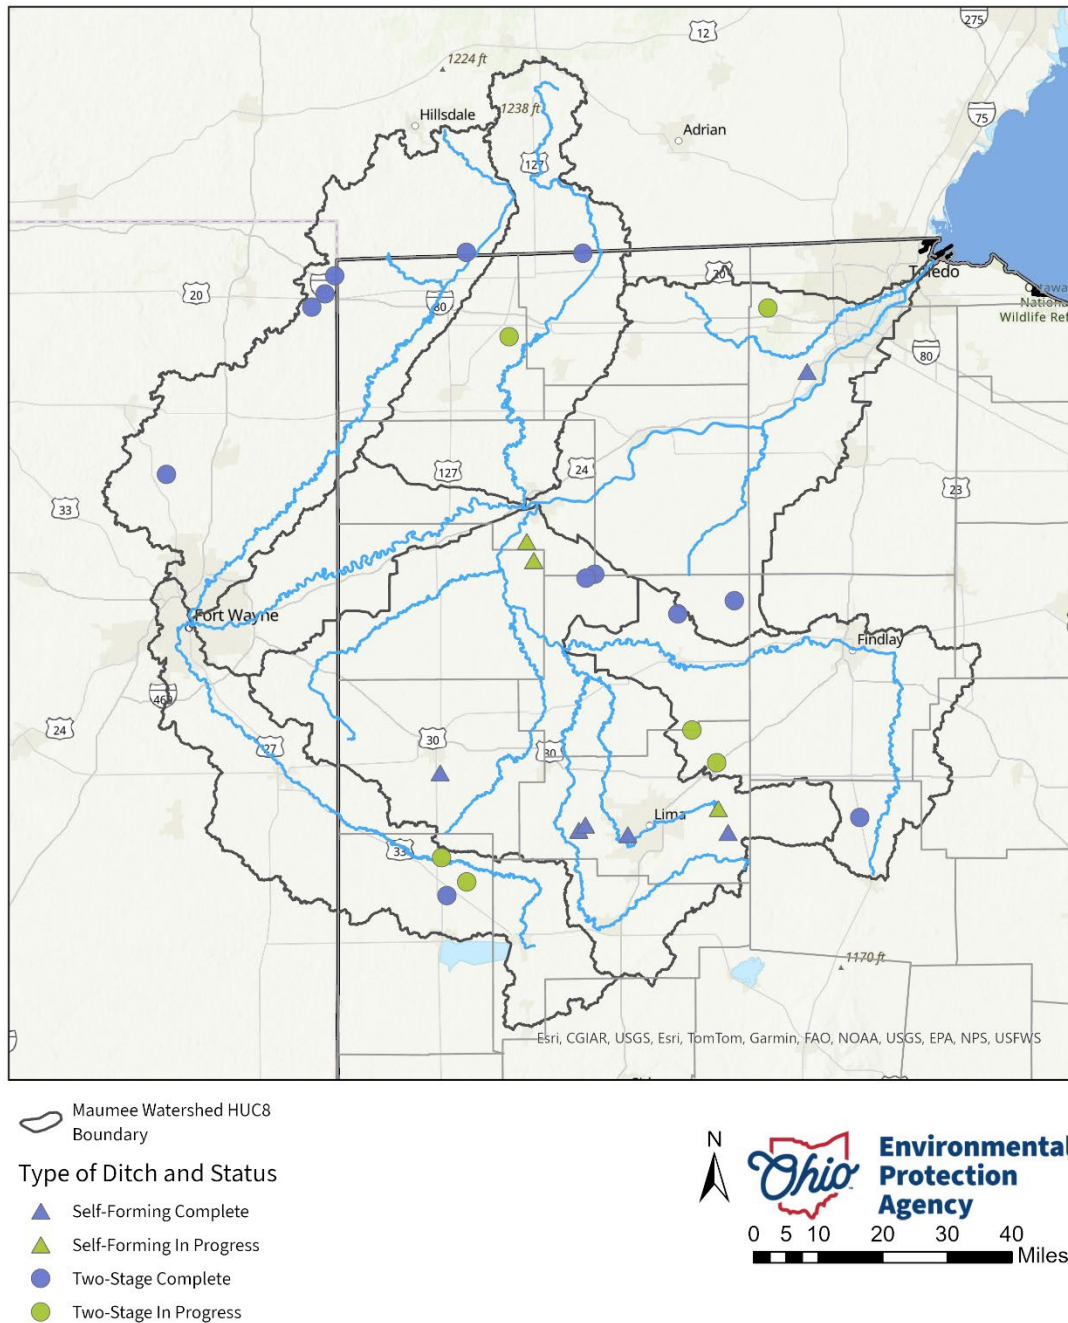 275
12
1224 ft
Hillsdale
1238 ft
75
Adrian
127
20
Toledo
20
80
National
Wildlife Ref
80
127
24
23
33
Fort Wayne
Findlay
469
24
27
30
30
Lima
33
1170 ft
Esri, CGIAR, USGS, Esri, TomTom, Garmin, FAO, NOAA, USGS, EPA, NPS, USFWS
Maumee Watershed HUC8
Boundary
Type of Ditch and Status
Self-Forming Complete
Self-Forming In Progress
Two-Stage Complete
Two-Stage In Progress
N
Ohio
Environmental
Protection
Agency
0 5 10 20 30 40
Miles